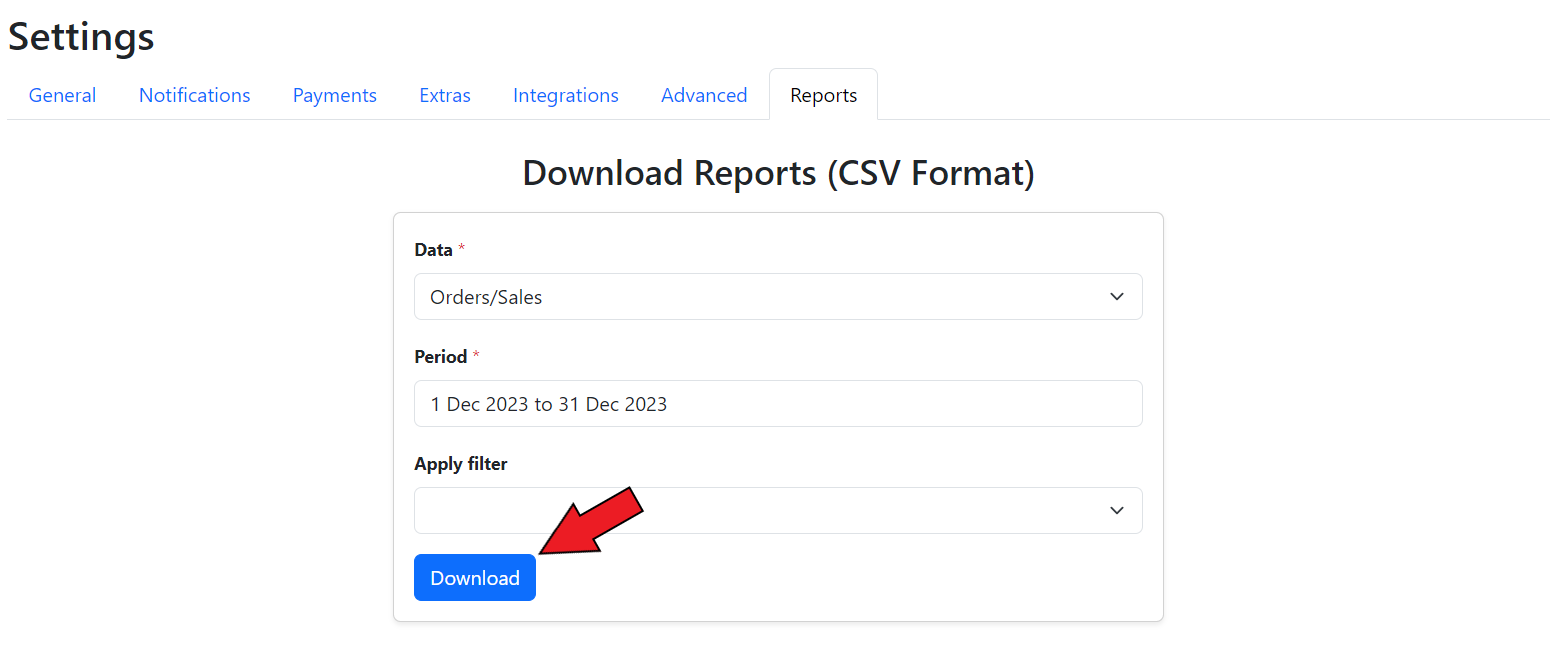 Settings
General Notifications Payments Extras Integrations Advanced Reports
Download Reports (CSV Format)
Data *
Orders/Sales
Period *
1 Dec 2023 to 31 Dec 2023
Apply filter
Download